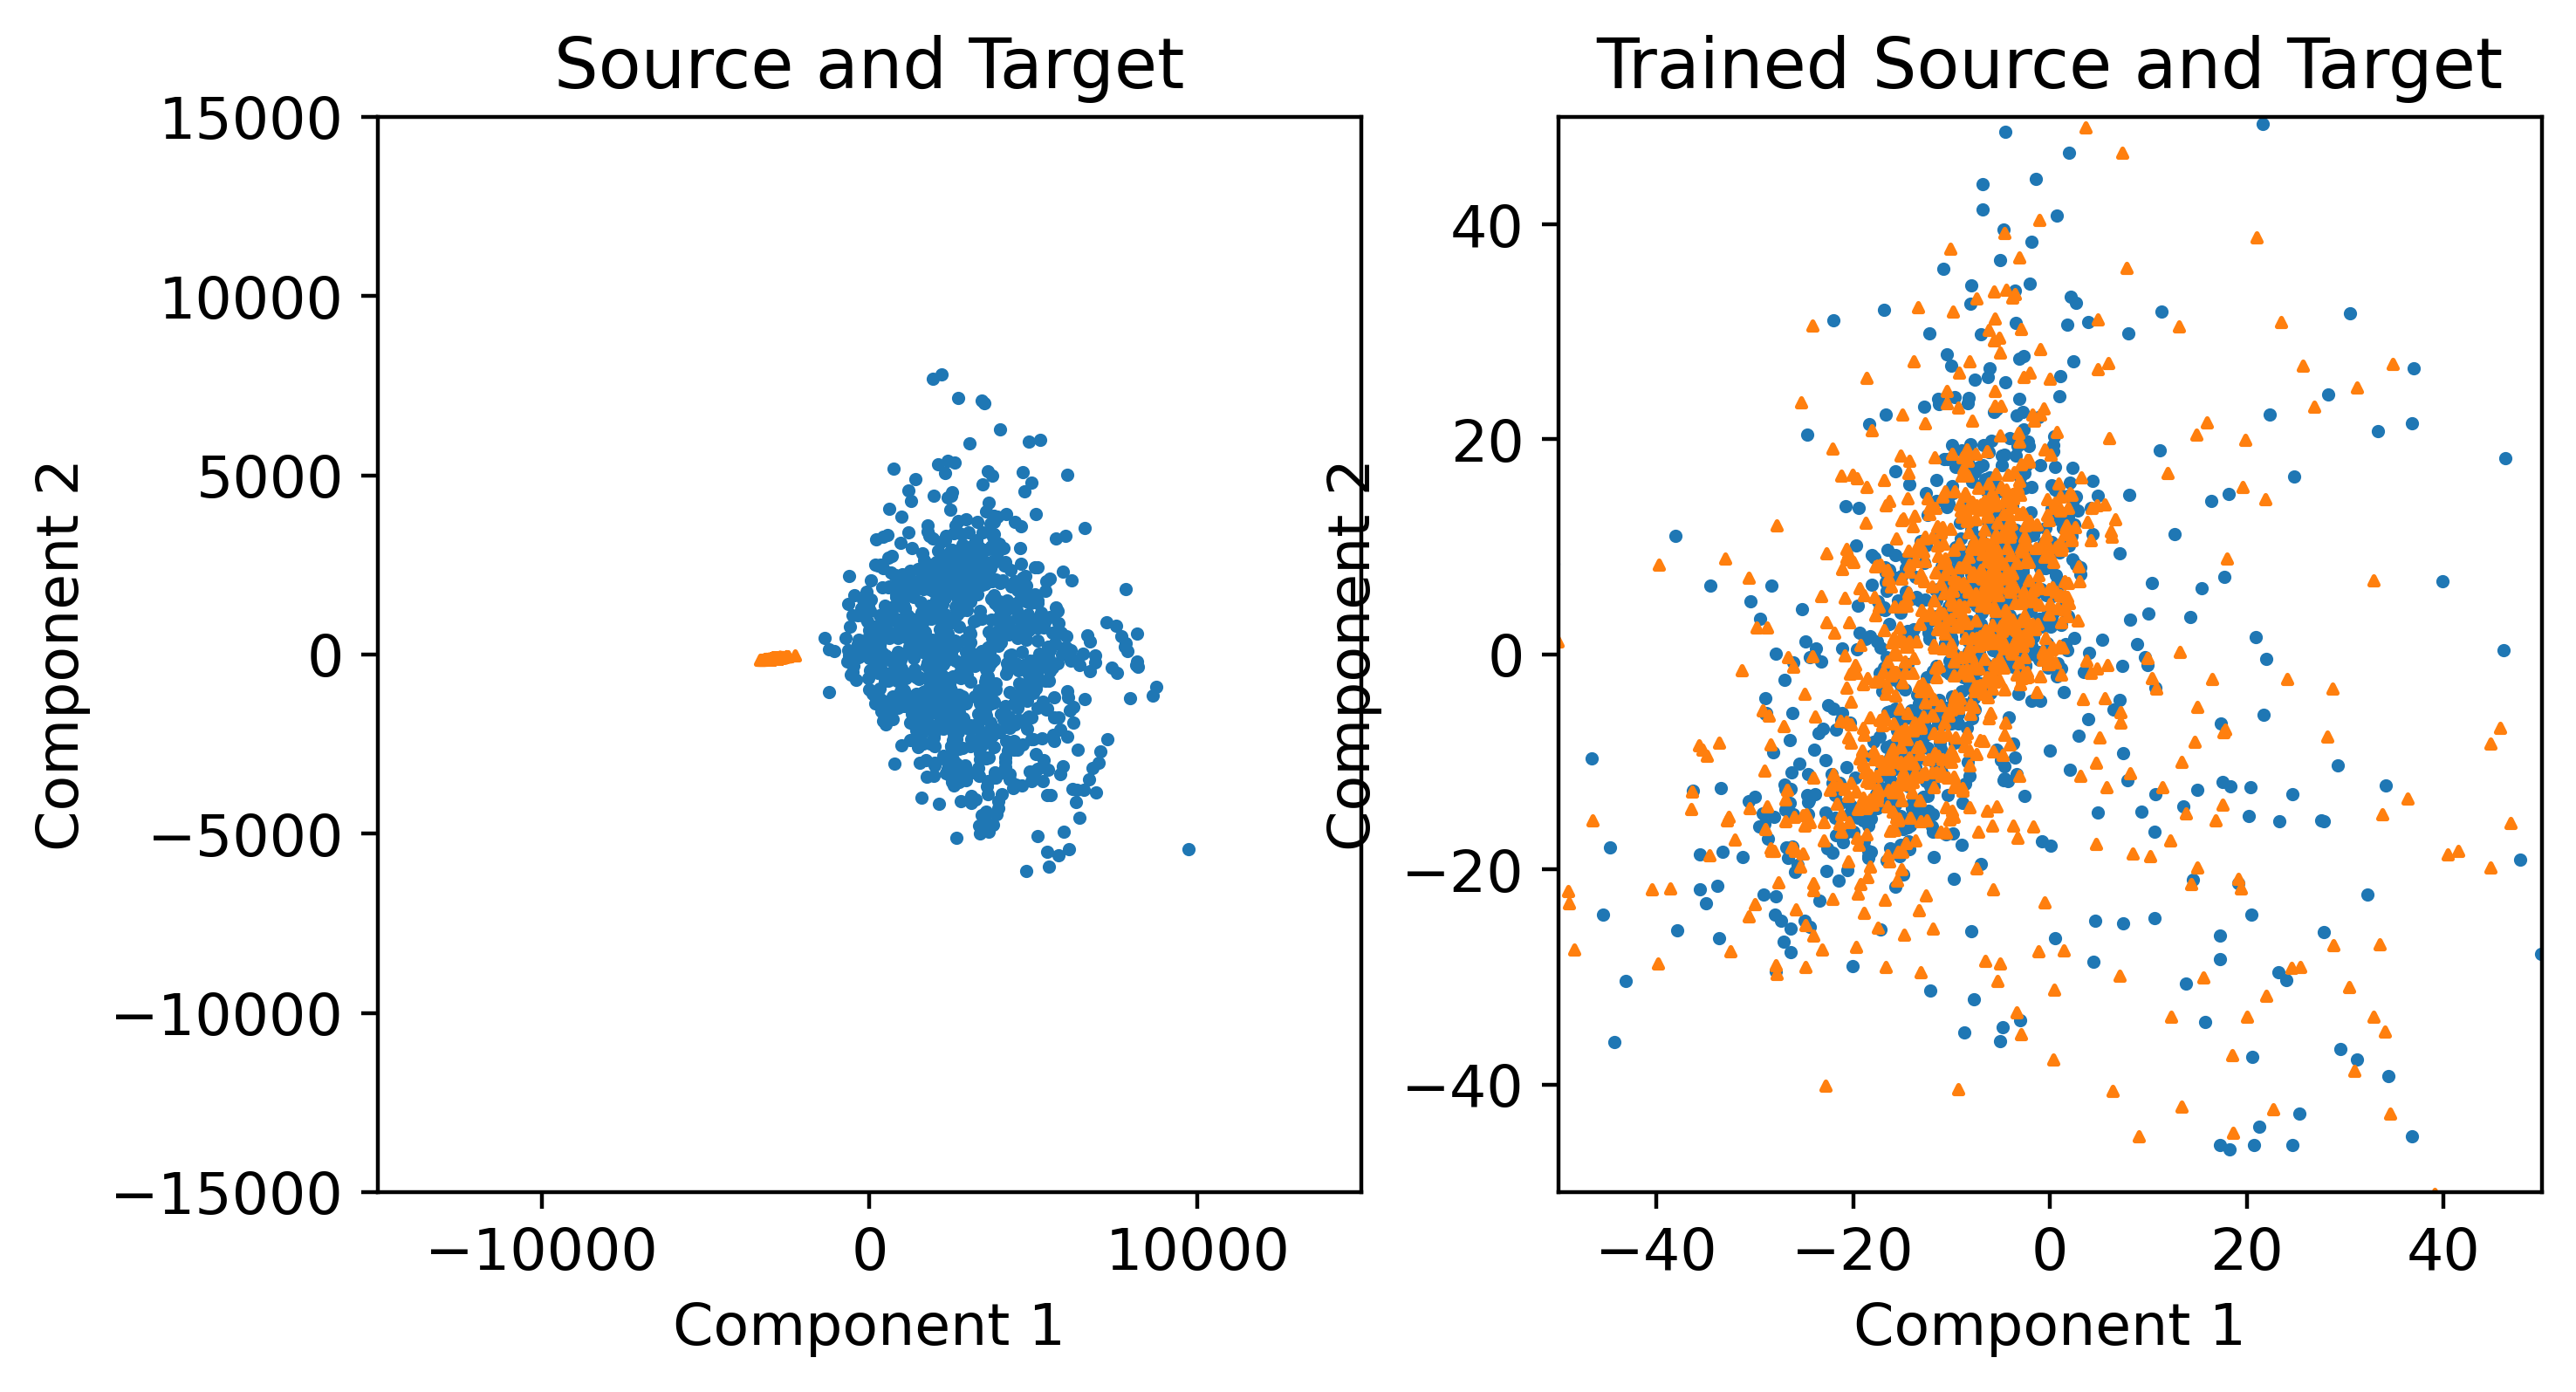 Source and Target
15000
10000
5000
0
−5000
−10000
−15000
Component 2
−10000 0 10000
Component 1
Trained Source and Target
40
20
0
−20
−40
Component 2
−40 −20 0 20 40
Component 1